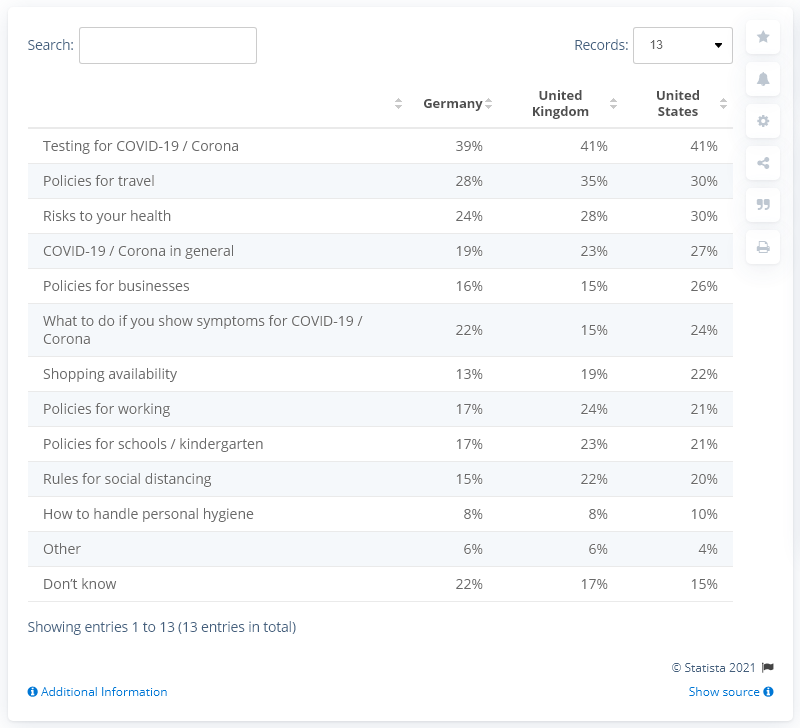 Search:
Records: 13
Germany United Kingdom United States
Testing for COVID-19 / Corona 39% 41% 41%
Policies for travel 28% 35% 30%
Risks to your health 24% 28% 30%
COVID-19 / Corona in general 19% 23% 27%
Policies for businesses 16% 15% 26%
What to do if you show symptoms for COVID-19 /
Corona 22% 15% 24%
Shopping availability 13% 19% 22%
Policies for working 17% 24% 21%
Policies for schools / kindergarten 17% 23% 21%
Rules for social distancing 15% 22% 20%
How to handle personal hygiene 8% 8% 10%
Other 6% 6% 4%
Don’t know 22% 17% 15%
Showing entries 1 to 13 (13 entries in total)
© Statista 2021
Additional Information
Show source